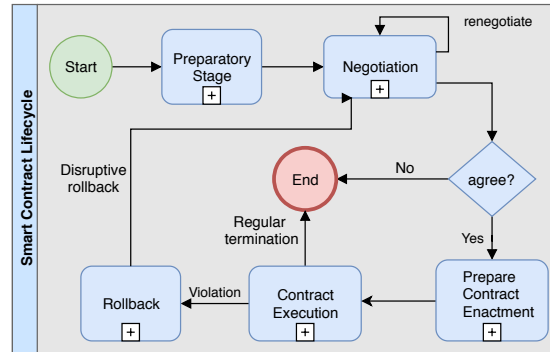 Smart Contract Lifecycle
Start
Preparatory
Stage
Negotiation
renegotiate
Disruptive
rollback
End
No
agree?
Regular
termination
Yes
Rollback
Violation
Contract
Execution
Prepare
Contract
Enactment